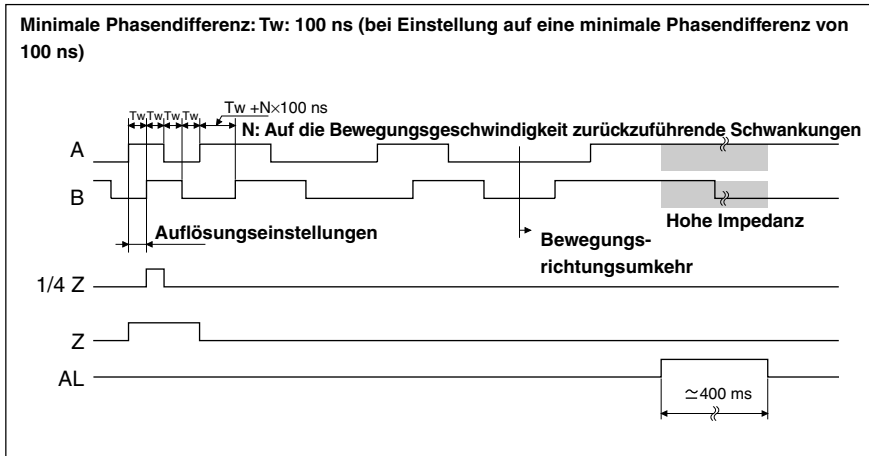 Minimale Phasendifferenz: Tw: 100 ns (bei Einstellung auf eine minimale Phasendifferenz von
100 ns)
Tw Tw Tw Tw
Tw +N×100 ns
N: Auf die Bewegungsgeschwindigkeit zurückzuführende Schwankungen
A
B
Hohe Impedanz
Auflösungseinstellungen
Bewegungs-
richtungsumkehr
1/4 Z
Z
AL
≃400 ms